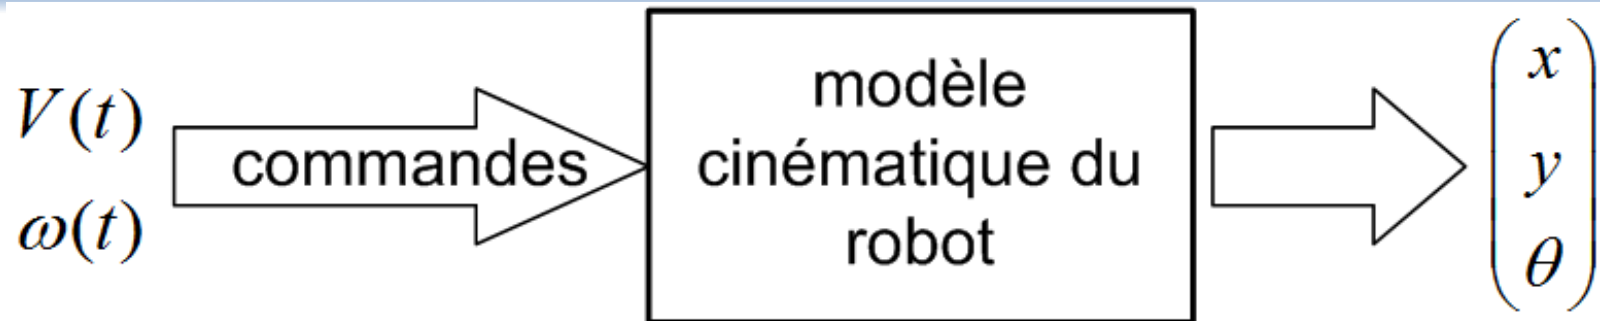 V(t)
ω(t)
commandes
modèle
cinématique du
robot
x
y
θ